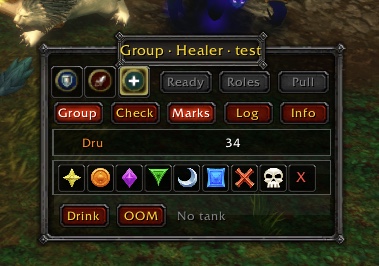 Group · Healer · test
Ready Roles Pull
Group Check Marks Log Info
Dru 34
X
Drink OOM No tank